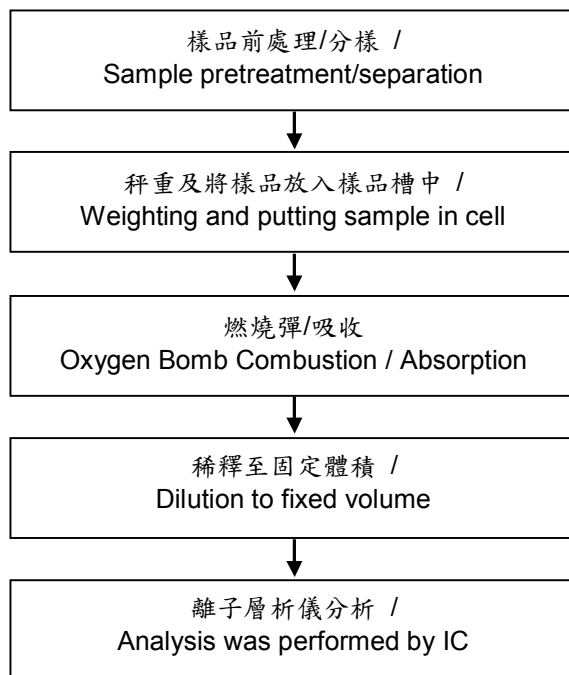 樣品前處理/分樣 /
Sample pretreatment/separation
秤重及將樣品放入樣品槽中 /
Weighting and putting sample in cell
燃燒彈/吸收
Oxygen Bomb Combustion / Absorption
稀釋至固定體積 /
Dilution to fixed volume
離子層析儀分析 /
Analysis was performed by IC